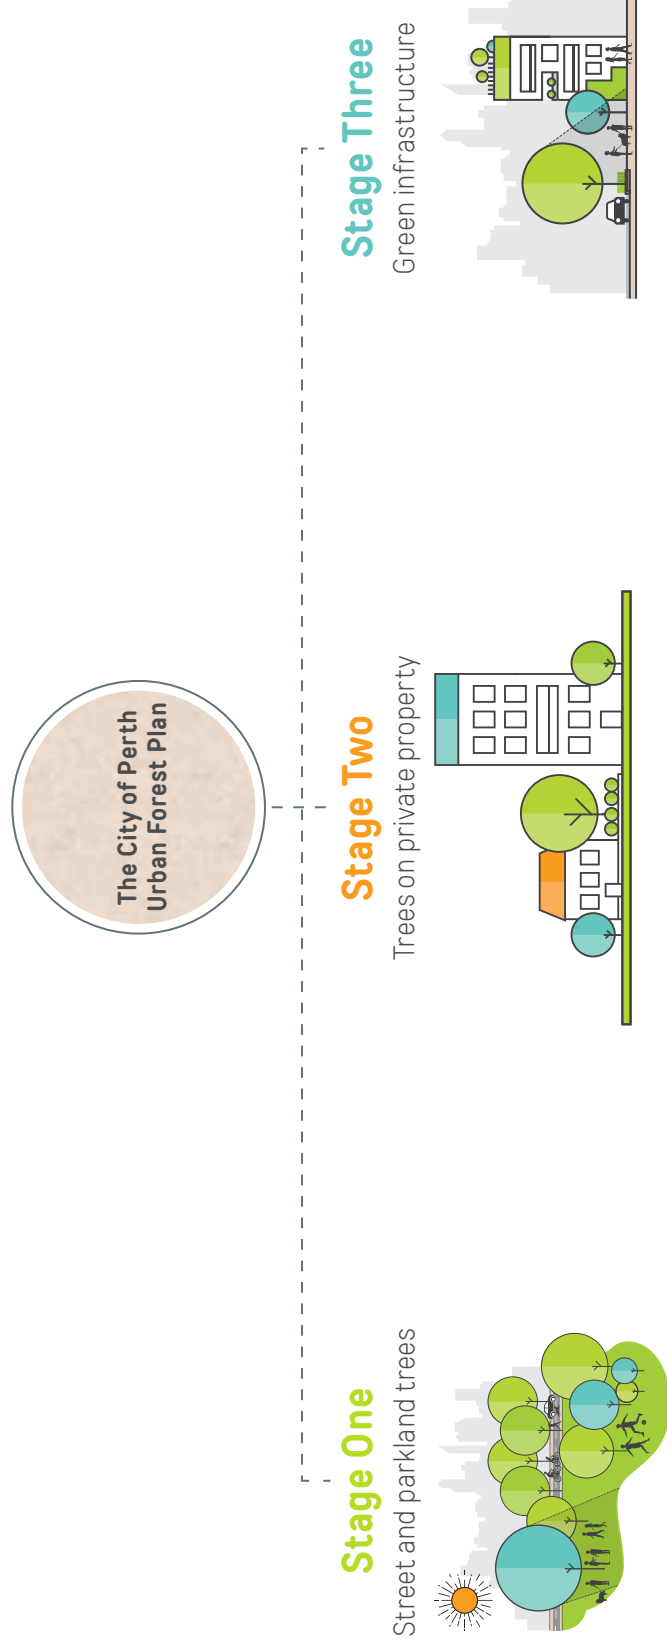 The City of Perth
Urban Forest Plan
Stage One
Street and parkland trees
Stage Two
Trees on private property
Stage Three
Green infrastructure